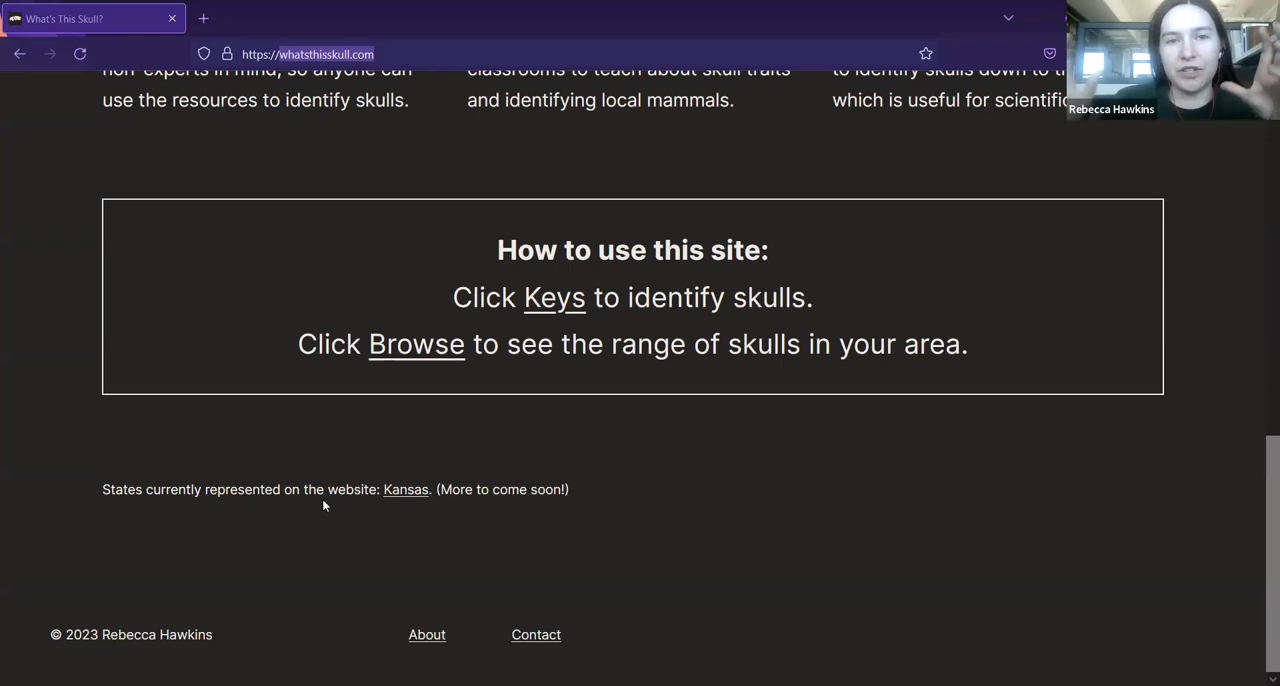 What's This Skull?
https://whatsthisskull.com
Rebecca Hawkins
use the resources to identify skulls.
and identifying local mammals.
which is useful for scientific
How to use this site:
Click Keys to identify skulls.
Click Browse to see the range of skulls in your area.
States currently represented on the website: Kansas. (More to come soon!)
© 2023 Rebecca Hawkins
About
Contact